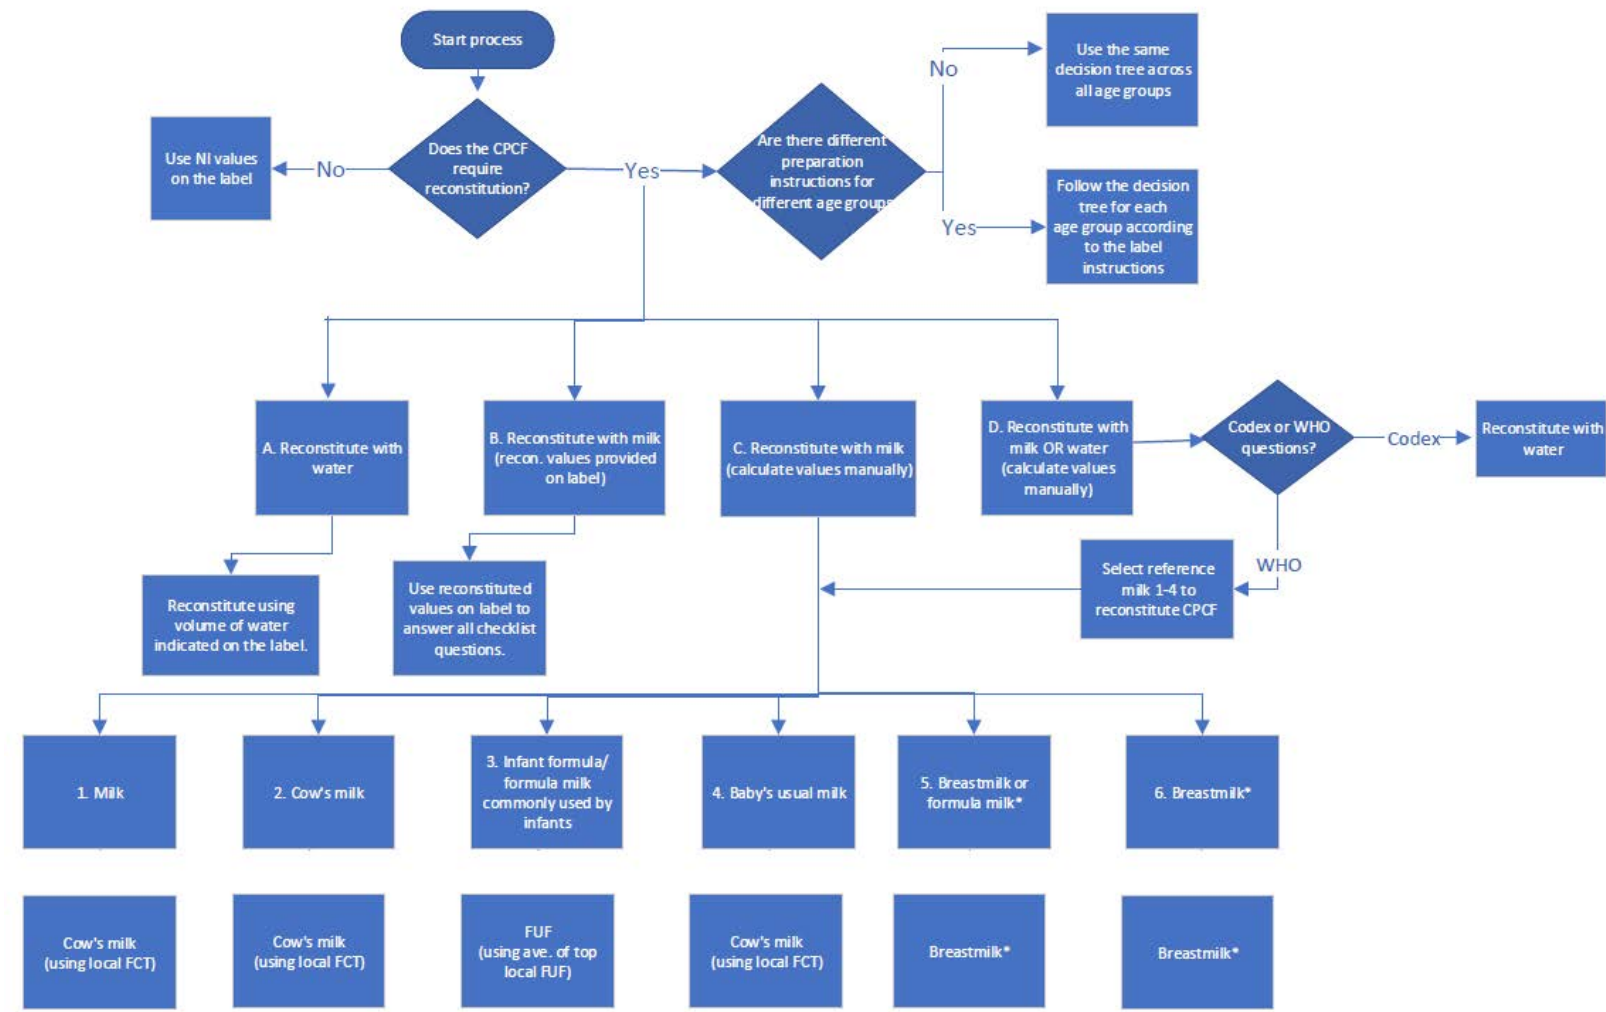 Start process
Does the CPCF
require
reconstitution?
No
Use NI values
on the label
Yes
Are there different
preparation
instructions for
different age groups
No
Use the same
decision tree across
all age groups
Yes
Follow the decision
tree for each
age group according
to the label
instructions
A. Reconstitute with
water
B. Reconstitute with milk
(recon. values provided
on label)
C. Reconstitute with milk
(calculate values manually)
D. Reconstitute with
milk OR water
(calculate values
manually)
Codex or WHO
questions?
Codex
Reconstitute with
water
WHO
Select reference
milk 1-4 to
reconstitute CPCF
Reconstitute using
volume of water
indicated on the label.
Use reconstituted
values on label to
answer all checklist
questions.
1. Milk
2. Cow's milk
3. Infant formula/
formula milk
commonly used by
infants
4. Baby's usual milk
5. Breastmilk or
formula milk*
6. Breastmilk*
Cow's milk
(using local FCT)
Cow's milk
(using local FCT)
FUF
(using ave. of top
local FUF)
Cow's milk
(using local FCT)
Breastmilk*
Breastmilk*